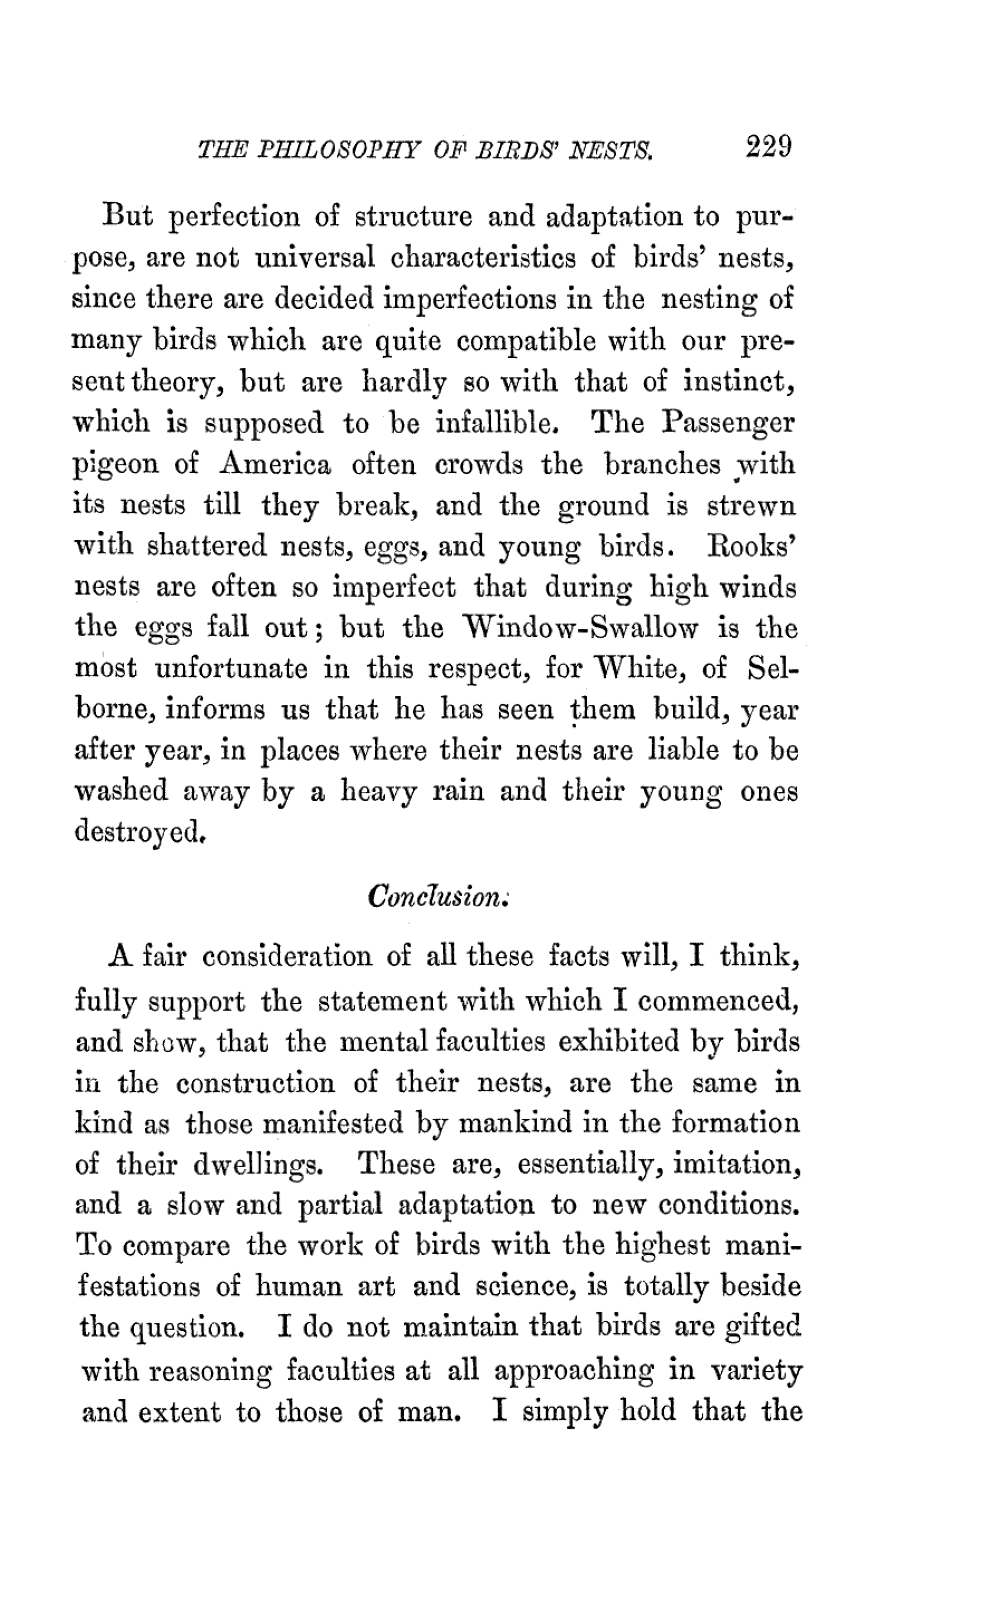 THE PHILOSOPHY OF BIRDS' NESTS. 229
But perfection of structure and adaptation to pur-
pose, are not universal characteristics of birds' nests,
since there are decided imperfections in the nesting of
many birds which are quite compatible with our pre-
sent theory, but are hardly so with that of instinct,
which is supposed to be infallible. The Passenger
pigeon of America often crowds the branches with
its nests till they break, and the ground is strewn
with shattered nests, eggs, and young birds. Rooks'
nests are often so imperfect that during high winds
the eggs fall out; but the Window-Swallow is the
most unfortunate in this respect, for White, of Sel-
borne, informs us that he has seen them build, year
after year, in places where their nests are liable to be
washed away by a heavy rain and their young ones
destroyed.
Conclusion.
A fair consideration of all these facts will, I think,
fully support the statement with which I commenced,
and show, that the mental faculties exhibited by birds
in the construction of their nests, are the same in
kind as those manifested by mankind in the formation
of their dwellings. These are, essentially, imitation,
and a slow and partial adaptation to new conditions.
To compare the work of birds with the highest mani-
festations of human art and science, is totally beside
the question. I do not maintain that birds are gifted
with reasoning faculties at all approaching in variety
and extent to those of man. I simply hold that the